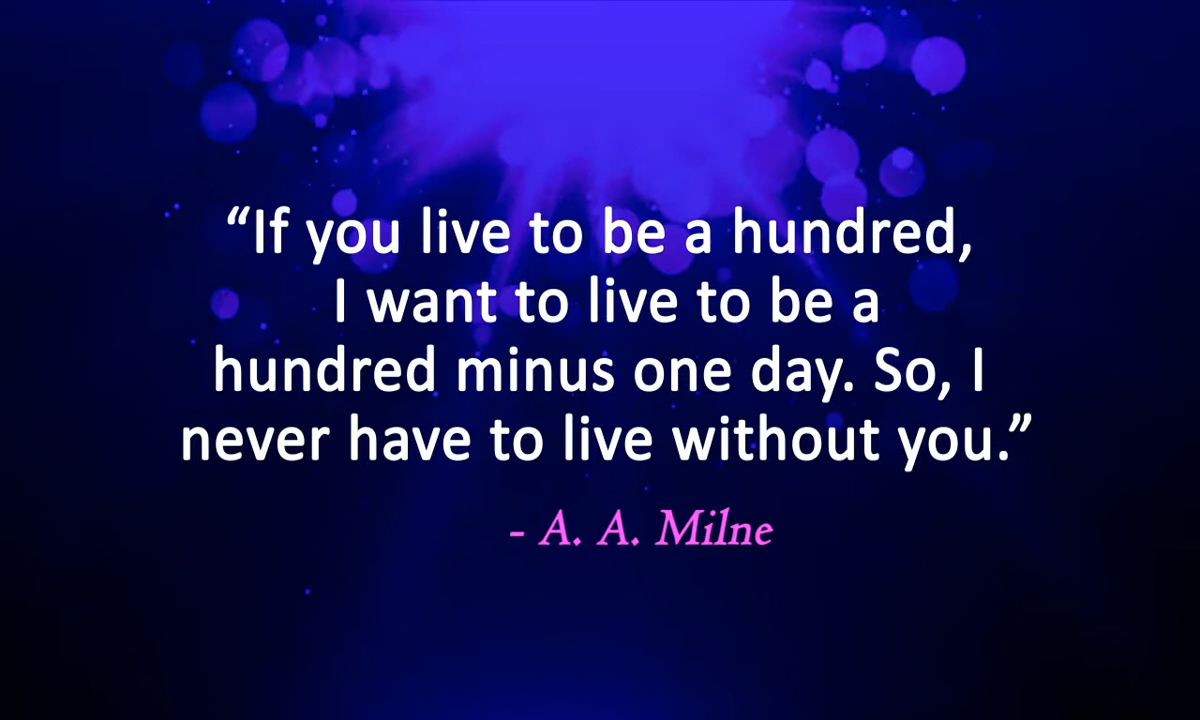 “If you live to be a hundred,
I want to live to be a
hundred minus one day. So, I
never have to live without you.”
- A. A. Milne